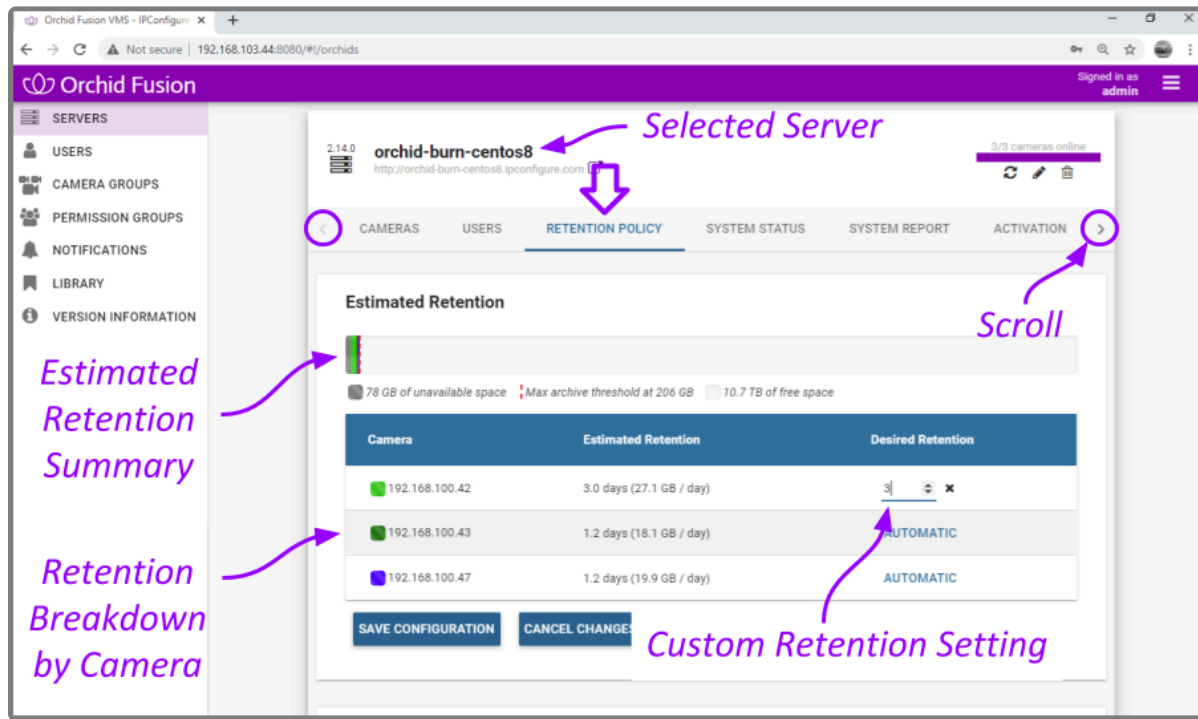 Orchid Fusion VMS - IPConfigure
Not secure | 192.168.103.44:8080/#!/orchids
Orchid Fusion
Signed in as
admin
SERVERS
USERS
CAMERA GROUPS
PERMISSION GROUPS
NOTIFICATIONS
LIBRARY
VERSION INFORMATION
Selected Server
2.14.0
orchid-burn-centos8
http://orchid-burn-centos8.ipconfigure.com
3/3 cameras online
CAMERAS USERS RETENTION POLICY SYSTEM STATUS SYSTEM REPORT ACTIVATION
Scroll
Estimated Retention
78 GB of unavailable space Max archive threshold at 206 GB 10.7 TB of free space
Estimated
Retention
Summary
Camera Estimated Retention Desired Retention
192.168.100.42 3.0 days (27.1 GB / day) 3
192.168.100.43 1.2 days (18.1 GB / day) AUTOMATIC
192.168.100.47 1.2 days (19.9 GB / day) AUTOMATIC
Retention
Breakdown
by Camera
SAVE CONFIGURATION CANCEL CHANGES
Custom Retention Setting